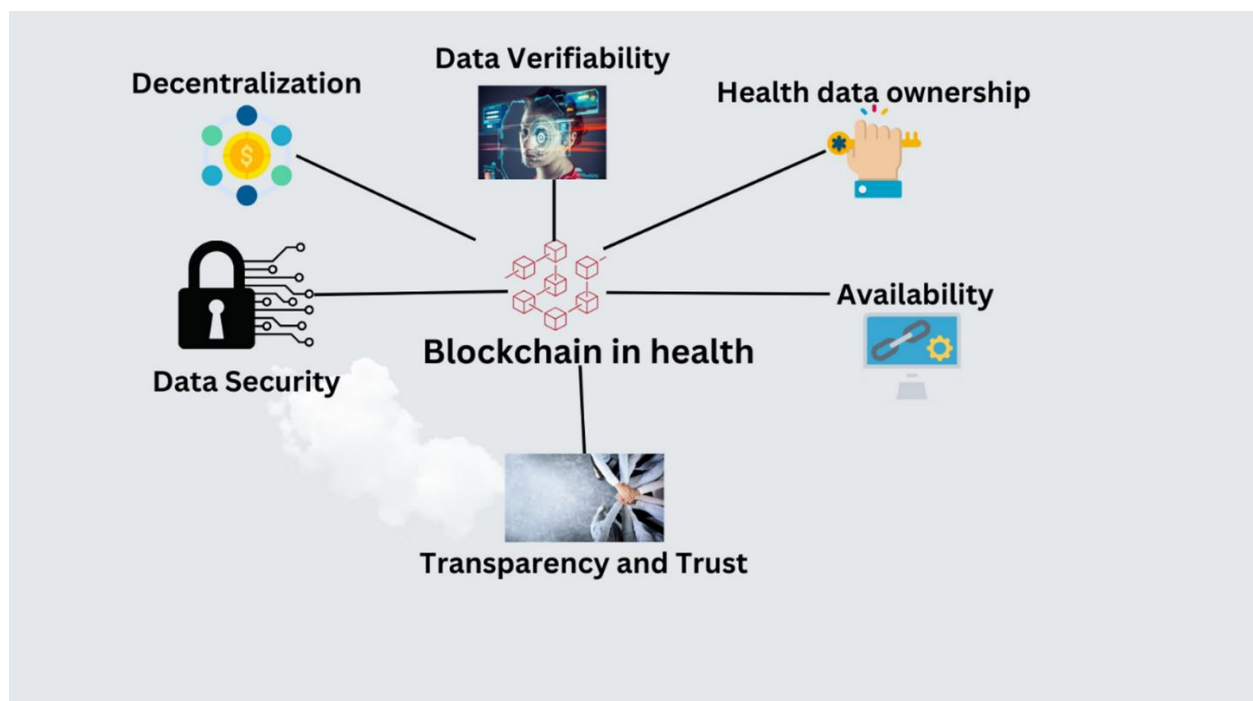 Data Verifiability
Decentralization
Health data ownership
Availability
Blockchain in health
Data Security
Transparency and Trust